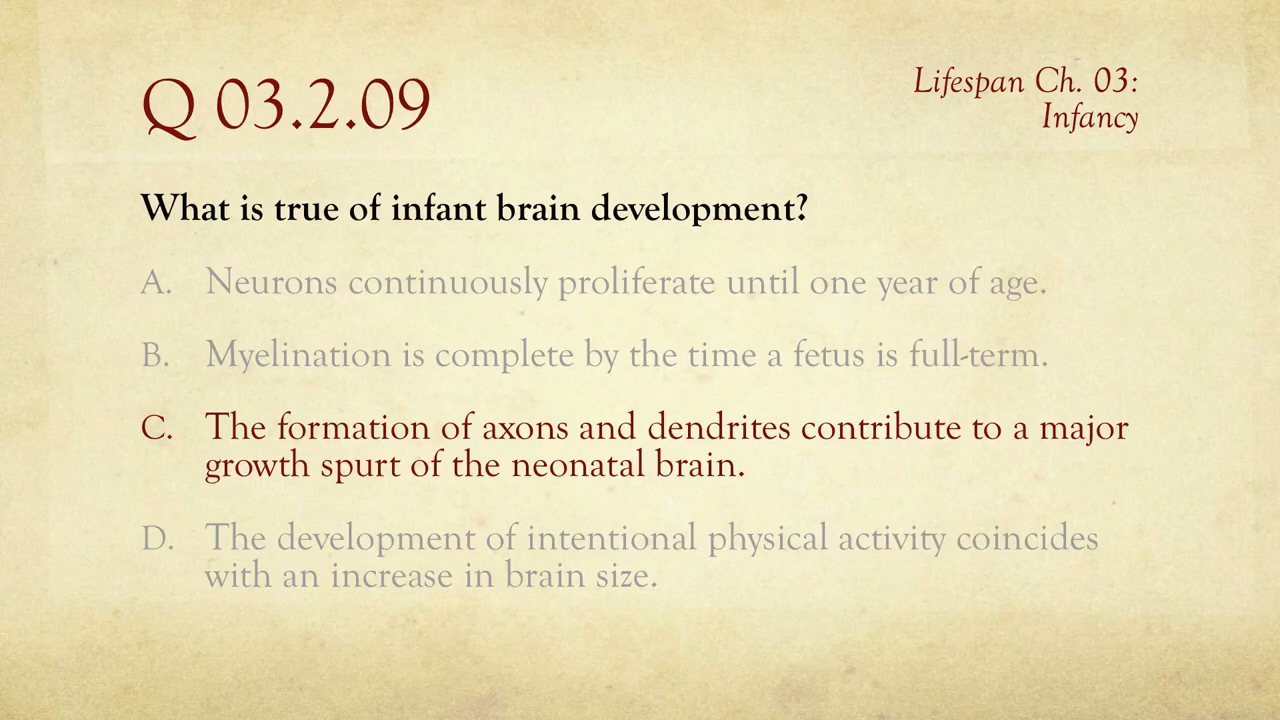 Q 03.2.09
Lifespan Ch. 03:
Infancy
What is true of infant brain development?
A. Neurons continuously proliferate until one year of age.
B. Myelination is complete by the time a fetus is full-term.
C. The formation of axons and dendrites contribute to a major
growth spurt of the neonatal brain.
D. The development of intentional physical activity coincides
with an increase in brain size.